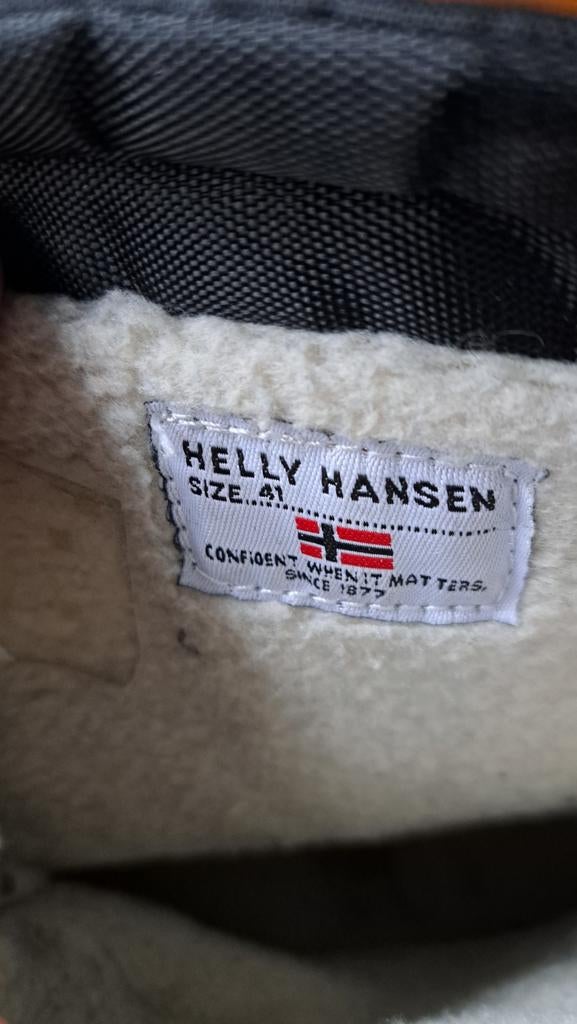 HELLY HANSEN
SIZE...41
CONFIDENT WHEN IT MATTERS.
SINCE 1877